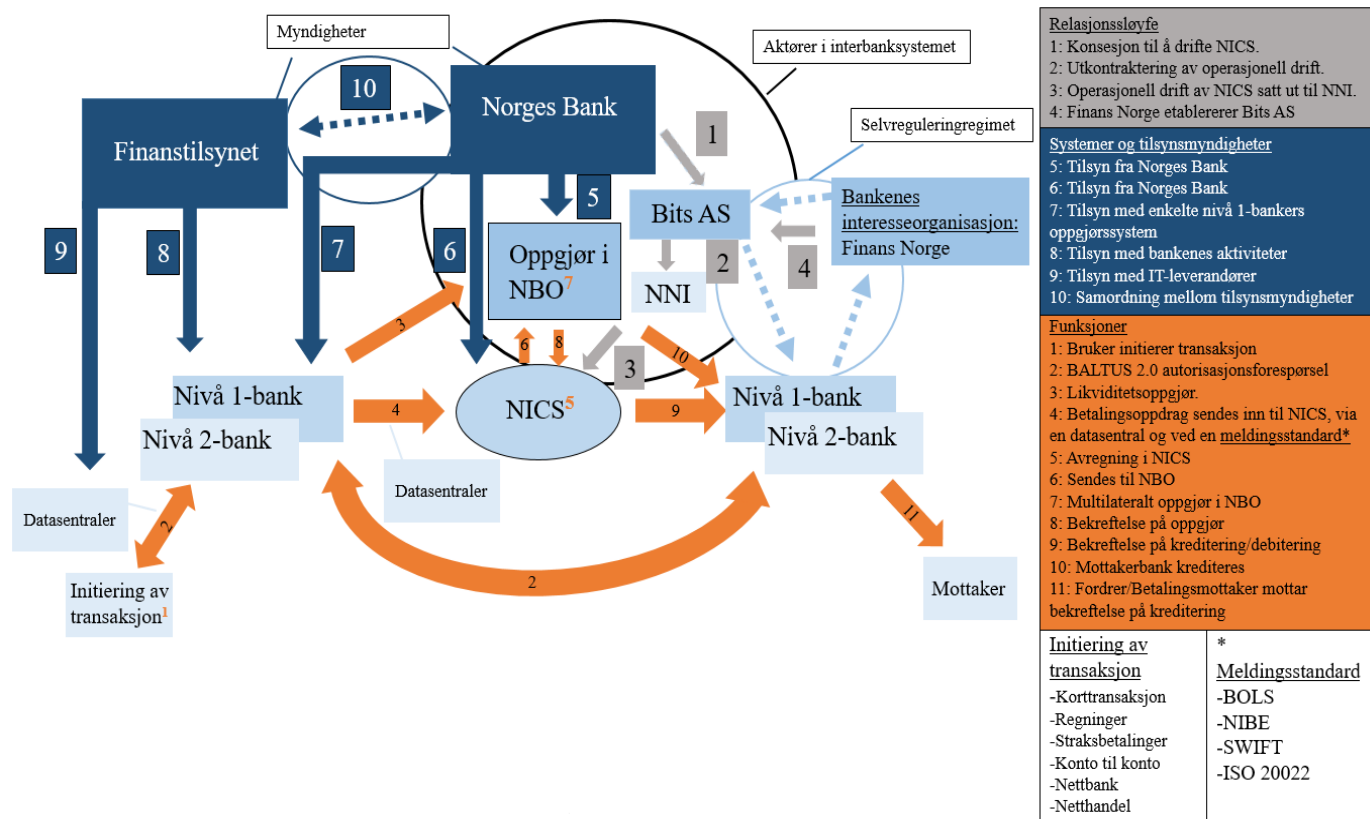 Myndigheter
Aktører i interbanksystemet
10
Norges Bank
Finanstilsynet
1
Selvreguleringregimet
5
Bits AS
Bankenes
interesseorganisasjon:
Finans Norge
9
8
7
6
Oppgjør i
NBO7
2
4
NNI
3
6
8
10
3
Nivå 1-bank
Nivå 2-bank
4
NICS5
9
Nivå 1-bank
Nivå 2-bank
Datasentraler
Datasentraler
2
11
2
Initiering av
transaksjon1
Mottaker
Relasjonssløyfe
1: Konsesjon til å drifte NICS.
2: Utkontraktering av operasjonell drift.
3: Operasjonell drift av NICS satt ut til NNI.
4: Finans Norge etablererer Bits AS
Systemer og tilsynsmyndigheter
5: Tilsyn fra Norges Bank
6: Tilsyn fra Norges Bank
7: Tilsyn med enkelte nivå 1-bankers
oppgjørssystem
8: Tilsyn med bankenes aktiviteter
9: Tilsyn med IT-leverandører
10: Samordning mellom tilsynsmyndigheter
Funksjoner
1: Bruker initierer transaksjon
2: BALTUS 2.0 autorisasjonsforespørsel
3: Likviditetsoppgjør.
4: Betalingsoppdrag sendes inn til NICS, via
en datasentral og ved en meldingsstandard*
5: Avregning i NICS
6: Sendes til NBO
7: Multilateralt oppgjør i NBO
8: Bekreftelse på oppgjør
9: Bekreftelse på kreditering/debitering
10: Mottakerbank krediteres
11: Fordrer/Betalingsmottaker mottar
bekreftelse på kreditering
Initiering av
transaksjon
-Korttransaksjon
-Regninger
-Straksbetalinger
-Konto til konto
-Nettbank
-Netthandel
*
Meldingsstandard
-BOLS
-NIBE
-SWIFT
-ISO 20022